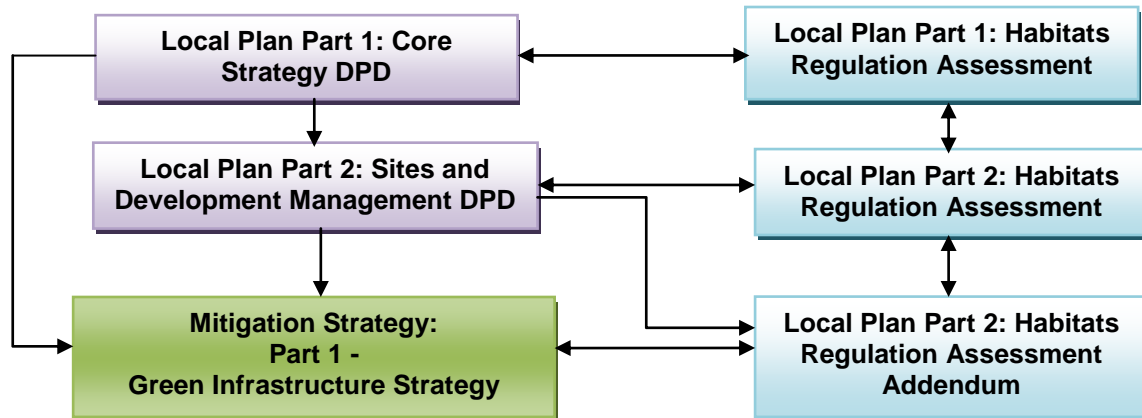 Local Plan Part 1: Core
Strategy DPD
Local Plan Part 1: Habitats
Regulation Assessment
Local Plan Part 2: Sites and
Development Management DPD
Local Plan Part 2: Habitats
Regulation Assessment
Mitigation Strategy:
Part 1 -
Green Infrastructure Strategy
Local Plan Part 2: Habitats
Regulation Assessment
Addendum